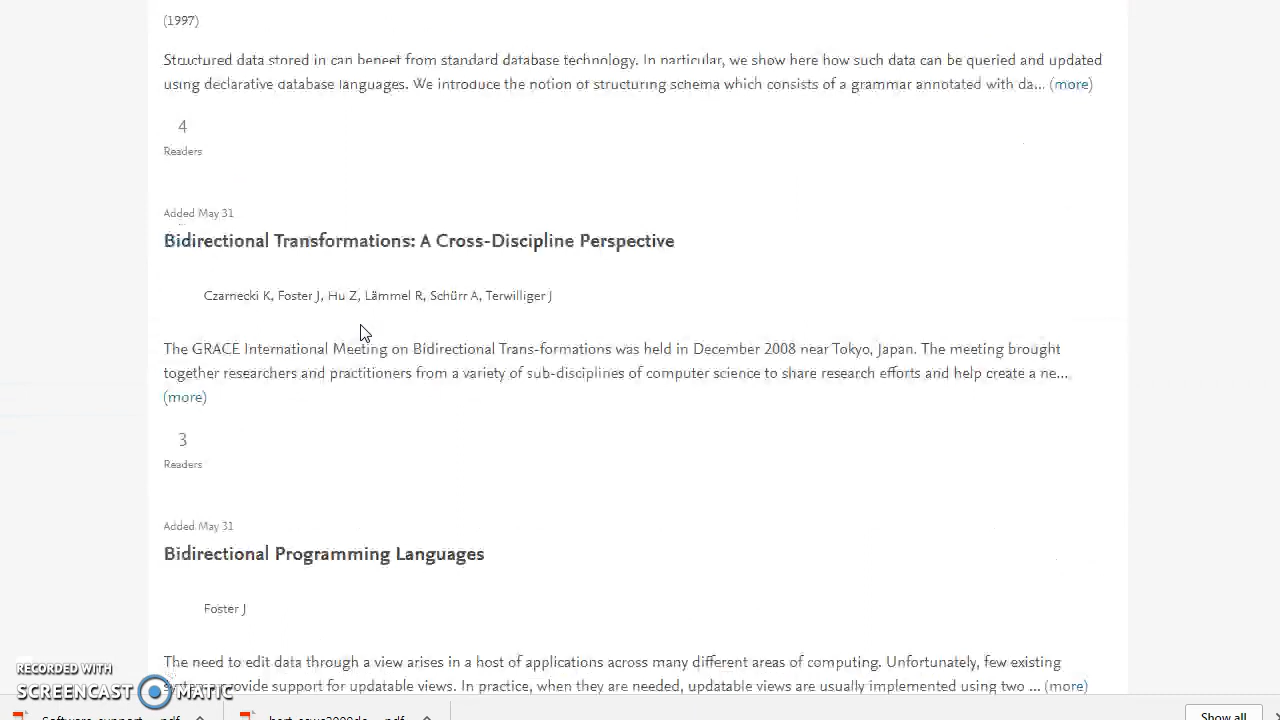 (1997)
Structured data stored in can beneet from standard database technology. In particular, we show here how such data can be queried and updated
using declarative database languages. We introduce the notion of structuring schema which consists of a grammar annotated with da... (more)
4
Readers
Added May 31
Bidirectional Transformations: A Cross-Discipline Perspective
Czarnecki K, Foster J, Hu Z, Lämmel R, Schürr A, Terwilliger J
The GRACE International Meeting on Bidirectional Trans-formations was held in December 2008 near Tokyo, Japan. The meeting brought
together researchers and practitioners from a variety of sub-disciplines of computer science to share research efforts and help create a ne...
(more)
3
Readers
Added May 31
Bidirectional Programming Languages
Foster J
The need to edit data through a view arises in a host of applications across many different areas of computing. Unfortunately, few existing
provide support for updatable views. In practice, when they are needed, updatable views are usually implemented using two ... (more)
RECORDED WITH
SCREENCAST MATIC
Show all